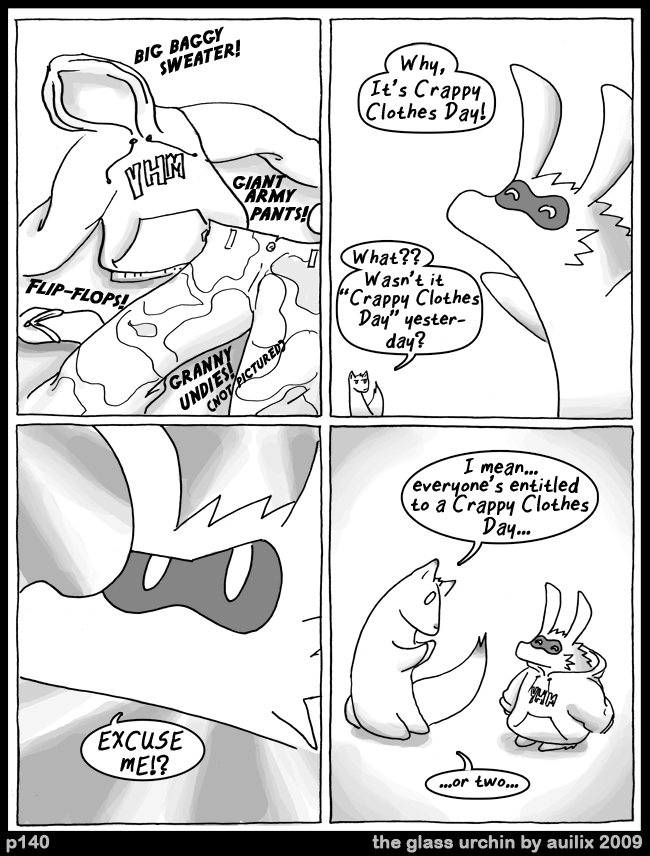 BIG BAGGY
SWEATER!
YHM
GIANT
ARMY
PANTS!
FLIP-FLOPS!
GRANNY
UNDIES!
(NOT PICTURED)
Why,
It's Crappy
Clothes Day!
What??
Wasn't it
"Crappy Clothes
Day" yester-
day?
EXCUSE
ME!?
I mean...
everyone's entitled
to a Crappy Clothes
Day...
YHM
...or two...
p140
the glass urchin by auilix 2009